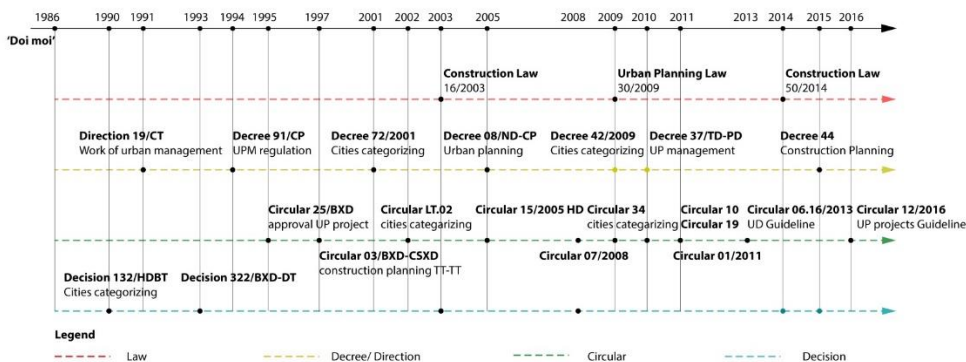 1986 1990 1991 1993 1994 1995 1997 2001 2002 2003 2005 2008 2009 2010 2011 2013 2014 2015 2016
'Doi moi'
Construction Law
16/2003
Urban Planning Law
30/2009
Construction Law
50/2014
Direction 19/CT
Work of urban management
Decree 91/CP
UPM regulation
Decree 72/2001
Cities categorizing
Decree 08/ND-CP
Urban planning
Decree 42/2009
Cities categorizing
Decree 37/TD-PD
UP management
Decree 44
Construction Planning
Circular 25/BXD
approval UP project
Circular LT.02
cities categarizing
Circular 15/2005 HD
Circular 34
cities categarizing
Circular 10
Circular 19
Circular 06.16/2013
UD Guideline
Circular 12/2016
UP projects Guideline
Circular 03/BXD-CSXD
construction planning TT-TT
Circular 07/2008
Circular 01/2011
Decision 132/HDBT
Cities categorizing
Decision 322/BXD-DT
Legend
Law
Decree/ Direction
Circular
Decision